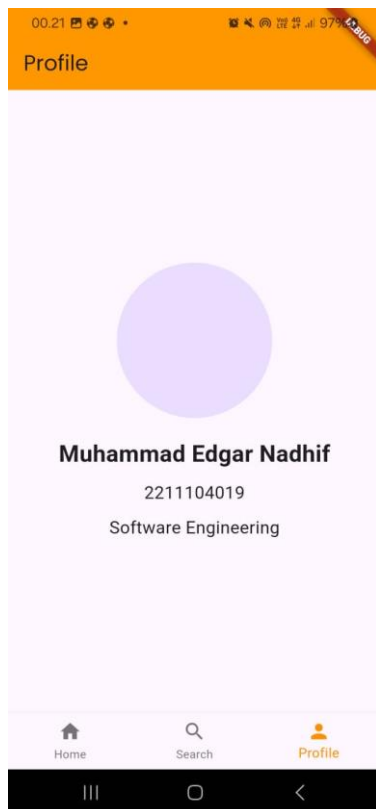 00.21
97%
DEBUG
Profile
Muhammad Edgar Nadhif
2211104019
Software Engineering
Home
Search
Profile